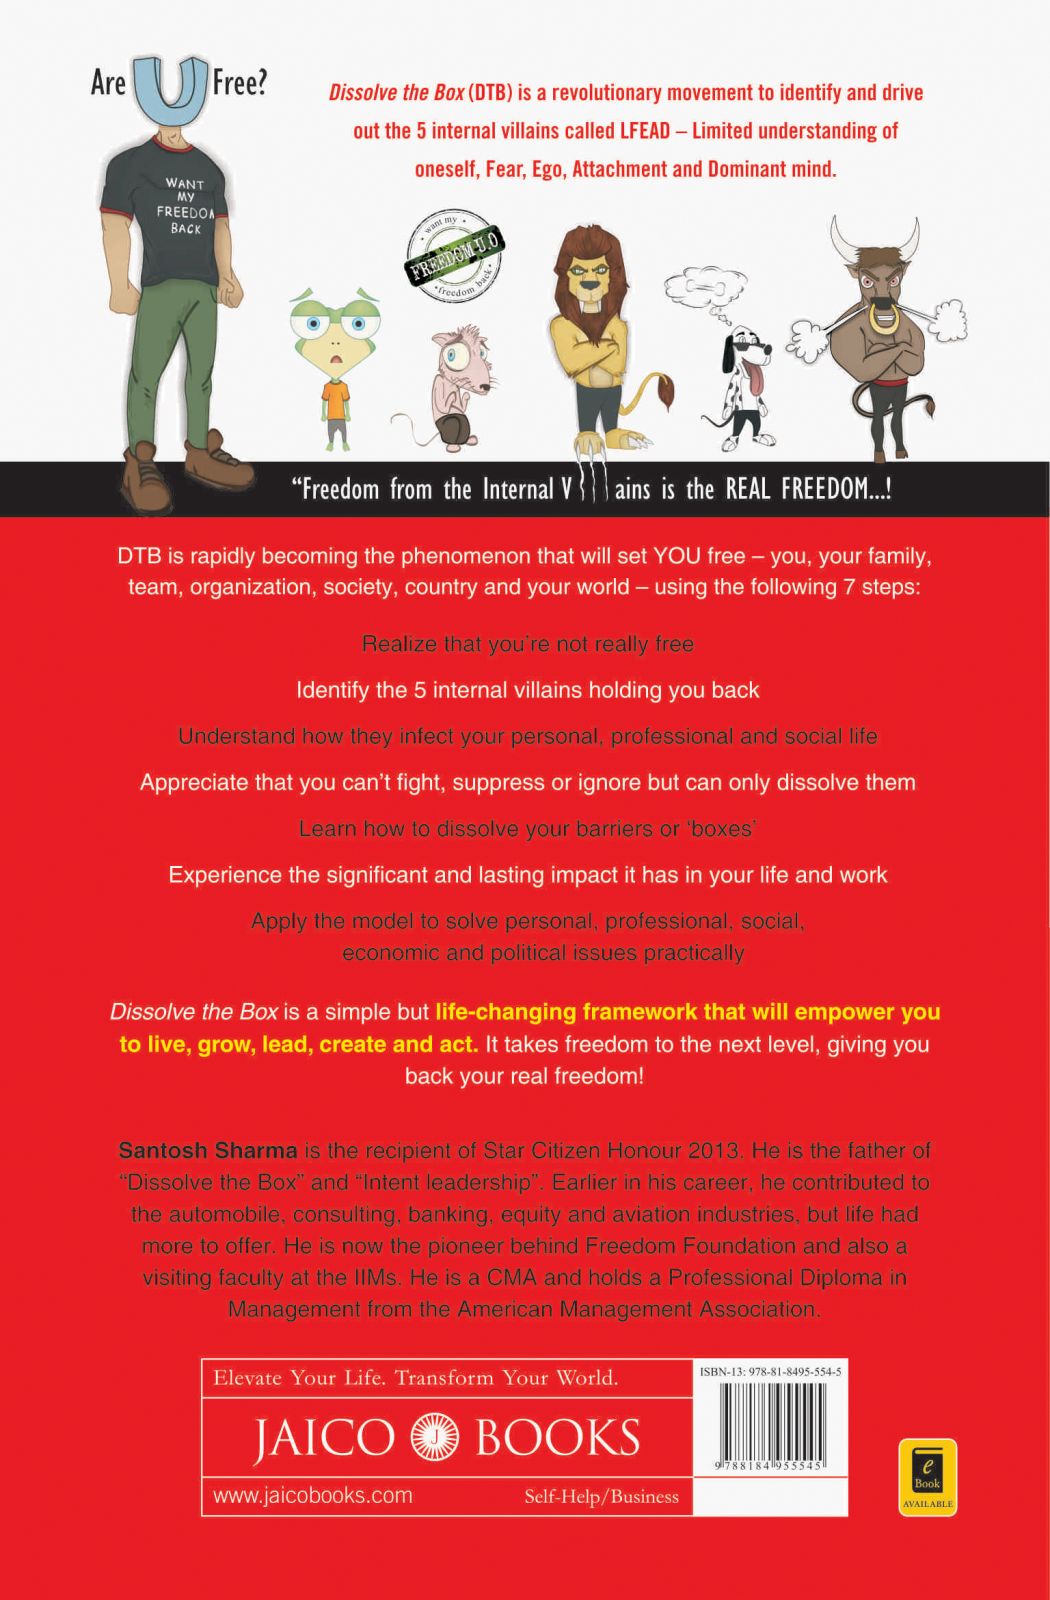 Are U Free?
Dissolve the Box (DTB) is a revolutionary movement to identify and drive
out the 5 internal villains called LFEAD – Limited understanding of
oneself, Fear, Ego, Attachment and Dominant mind.
WANT
MY
FREEDOM
BACK
want my
FREEDOM U.O
freedom back
“Freedom from the Internal V ains is the REAL FREEDOM...!
DTB is rapidly becoming the phenomenon that will set YOU free – you, your family,
team, organization, society, country and your world – using the following 7 steps:
Realize that you’re not really free
Identify the 5 internal villains holding you back
Understand how they infect your personal, professional and social life
Appreciate that you can’t fight, suppress or ignore but can only dissolve them
Learn how to dissolve your barriers or ‘boxes’
Experience the significant and lasting impact it has in your life and work
Apply the model to solve personal, professional, social,
economic and political issues practically
Dissolve the Box is a simple but life-changing framework that will empower you
to live, grow, lead, create and act. It takes freedom to the next level, giving you
back your real freedom!
Santosh Sharma is the recipient of Star Citizen Honour 2013. He is the father of
“Dissolve the Box” and “Intent leadership”. Earlier in his career, he contributed to
the automobile, consulting, banking, equity and aviation industries, but life had
more to offer. He is now the pioneer behind Freedom Foundation and also a
visiting faculty at the IIMs. He is a CMA and holds a Professional Diploma in
Management from the American Management Association.
Elevate Your Life. Transform Your World.
JAICO J BOOKS
www.jaicobooks.com Self-Help/Business
ISBN-13: 978-81-8495-554-5
9788184955545
e
Book
AVAILABLE